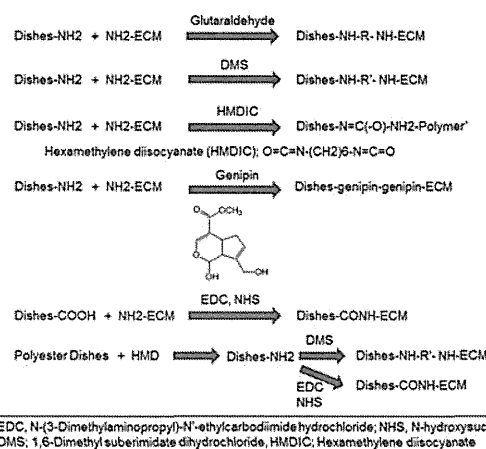 Glutaraldehyde
Dishes-NH2 + NH2-ECM Dishes-NH-R- NH-ECM
DMS
Dishes-NH2 + NH2-ECM Dishes-NH-R'- NH-ECM
HMDIC
Dishes-NH2 + NH2-ECM Dishes-N=C(-O)-NH2-Polymer'
Hexamethylene diisocyanate (HMDIC); O=C=N-(CH2)6-N=C=O
Genipin
Dishes-NH2 + NH2-ECM Dishes-genipin-genipin-ECM
O OCH3
O
OH OH
EDC, NHS
Dishes-COOH + NH2-ECM Dishes-CONH-ECM
DMS
Polyester Dishes + HMD Dishes-NH2 Dishes-NH-R'- NH-ECM
EDC
NHS Dishes-CONH-ECM
EDC, N-(3-Dimethylaminopropyl)-N'-ethylcarbodiimide hydrochloride; NHS, N-hydroxysuc
DMS; 1,6-Dimethyl suberimidate dihydrochloride, HMDIC; Hexamethylene diisocyanate